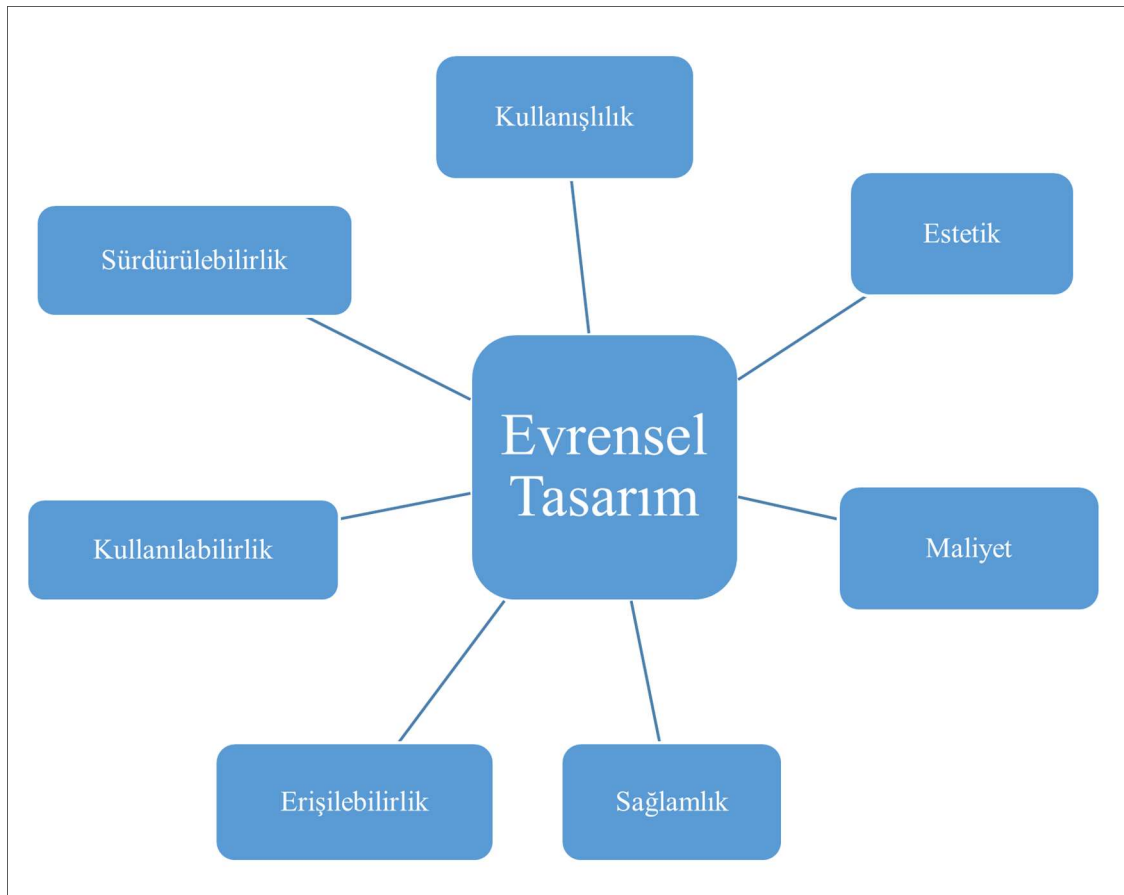 Kullanışlılık
Estetik
Sürdürülebilirlik
Evrensel
Tasarım
Kullanılabilirlik
Maliyet
Erişilebilirlik
Sağlamlık